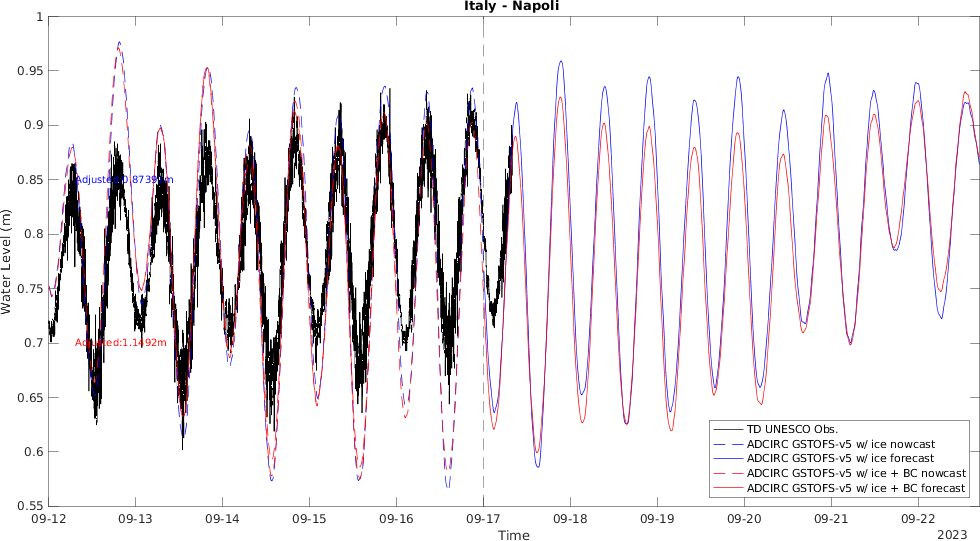 Italy - Napoli
Water Level (m)
1
0.95
0.9
0.85
0.8
0.75
0.7
0.65
0.6
0.55
Adjusted:1.1492m
TD UNESCO Obs.
ADCIRC GSTOFS-v5 w/ ice nowcast
ADCIRC GSTOFS-v5 w/ ice forecast
ADCIRC GSTOFS-v5 w/ ice + BC nowcast
ADCIRC GSTOFS-v5 w/ ice + BC forecast
09-12 09-13 09-14 09-15 09-16 09-17 09-18 09-19 09-20 09-21 09-22
Time
2023